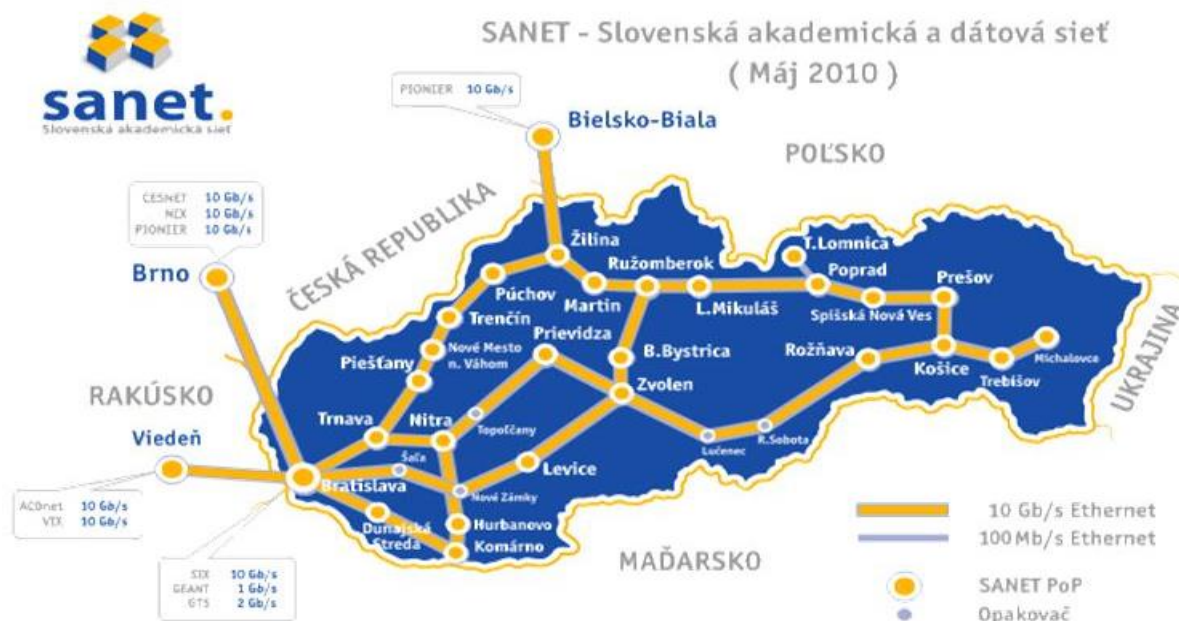 SANET - Slovenská akademická a dátová sieť
( Máj 2010 )
sanet.
Slovenská akademická sieť
PIONIER 10 Gb/s
Bielsko-Biala
POĽSKO
ČESKÁ REPUBLIKA
CESNET 10 Gb/s
NIX 10 Gb/s
PIONIER 10 Gb/s
Brno
Žilina
T.Lomnica
Ružomberok
Poprad
Prešov
Púchov
Martin
L.Mikuláš
Spišská Nová Ves
Trenčín
Prievidza
Nové Mesto
n. Váhom
B.Bystrica
Rožňava
Piešťany
Košice
Michalovce
Trebišov
UKRAJINA
RAKÚSKO
Zvolen
Trnava
Nitra
Topoľčany
Lučenec
R.Sobota
Viedeň
Šaľa
Levice
Bratislava
Nové Zámky
ACOnet 10 Gb/s
VIX 10 Gb/s
Dunajská
Streda
Hurbanovo
Komárno
MAĎARSKO
SIX 10 Gb/s
GEANT 1 Gb/s
GTS 2 Gb/s
10 Gb/s Ethernet
100 Mb/s Ethernet
SANET PoP
Opakovač